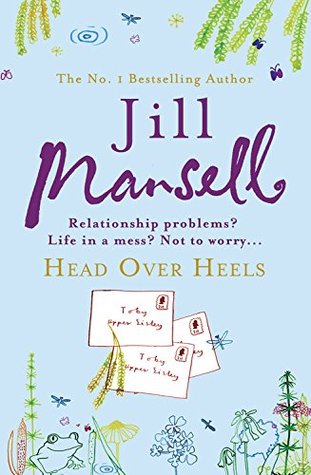 The No. 1 Bestselling Author
Jill
Mansell
Relationship problems?
Life in a mess? Not to worry...
HEAD OVER HEELS
Toby
Upper Sisley
Toby
Upper Sisley